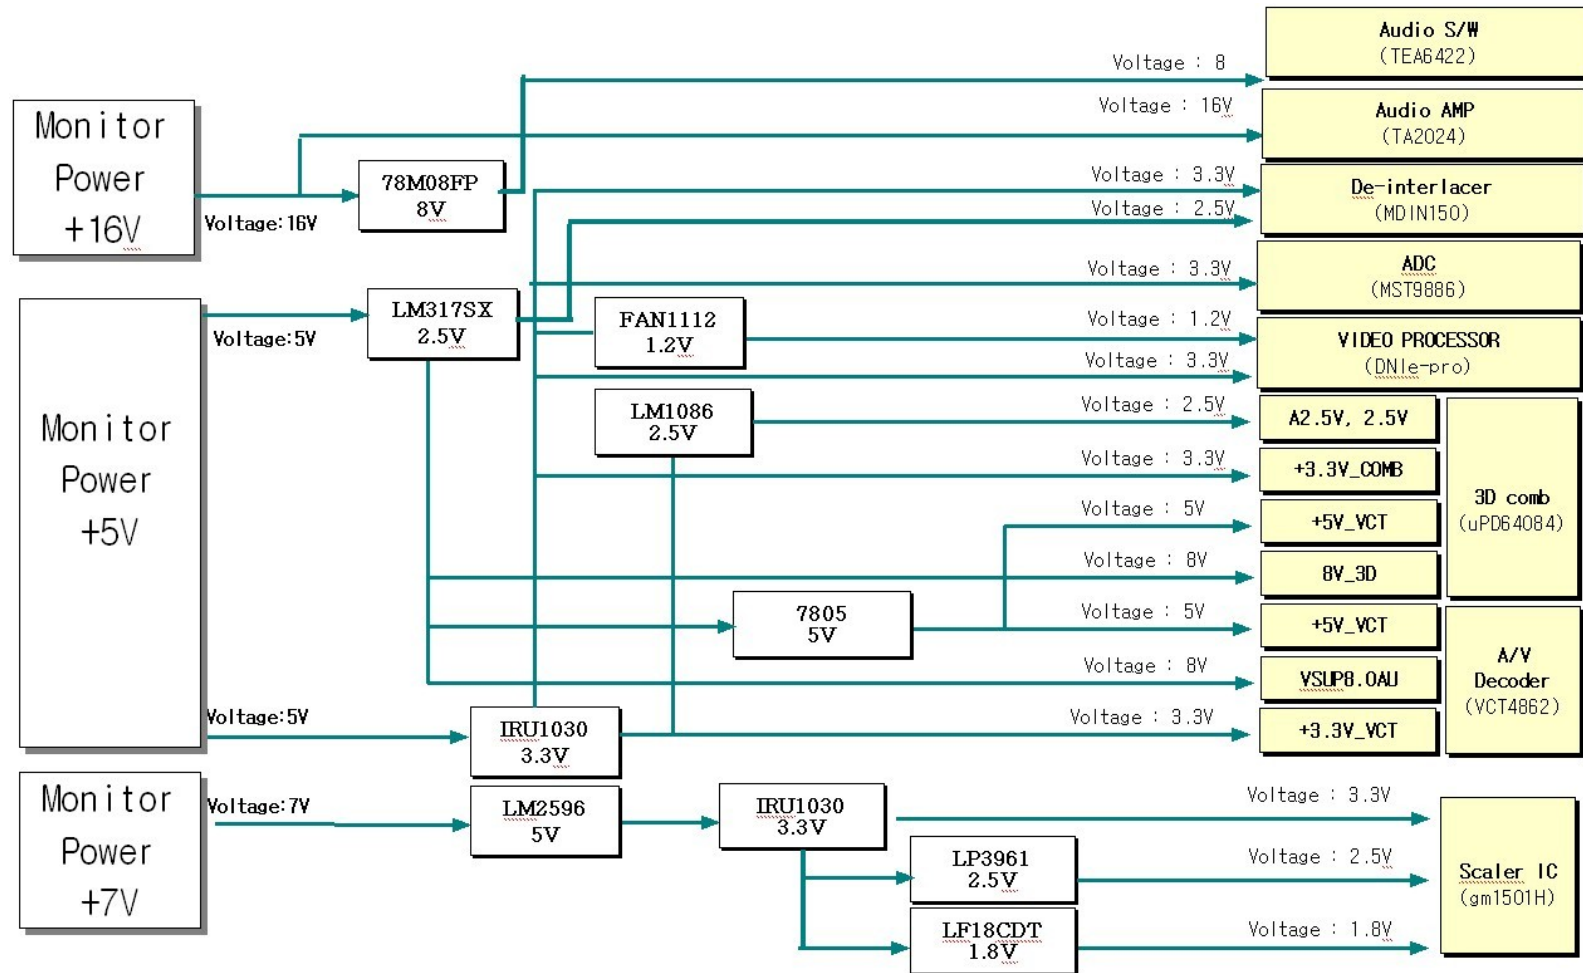 Audio S/W
(TEA6422)
Voltage : 8
Monitor
Power
+16V
Voltage : 16V
Audio AMP
(TA2024)
78M08FP
8V
Voltage:16V
Voltage : 3.3V
De-interlacer
(MDIN150)
Voltage : 2.5V
Voltage : 3.3V
ADC
(MST9886)
Monitor
Power
+5V
Voltage:5V
LM317SX
2.5V
FAN1112
1.2V
Voltage : 1.2V
VIDEO PROCESSOR
(DNIe-pro)
Voltage : 3.3V
LM1086
2.5V
Voltage : 2.5V
A2.5V, 2.5V
Voltage : 3.3V
+3.3V_COMB
3D comb
(uPD64084)
Voltage : 5V
+5V_VCT
Voltage : 8V
8V_3D
7805
5V
Voltage : 5V
+5V_VCT
A/V
Decoder
(VCT4862)
Voltage : 8V
VSUP8.0AU
Voltage:5V
IRU1030
3.3V
Voltage : 3.3V
+3.3V_VCT
Monitor
Power
+7V
Voltage:7V
LM2596
5V
IRU1030
3.3V
Voltage : 3.3V
LP3961
2.5V
Voltage : 2.5V
Scaler IC
(gm1501H)
LF18CDT
1.8V
Voltage : 1.8V